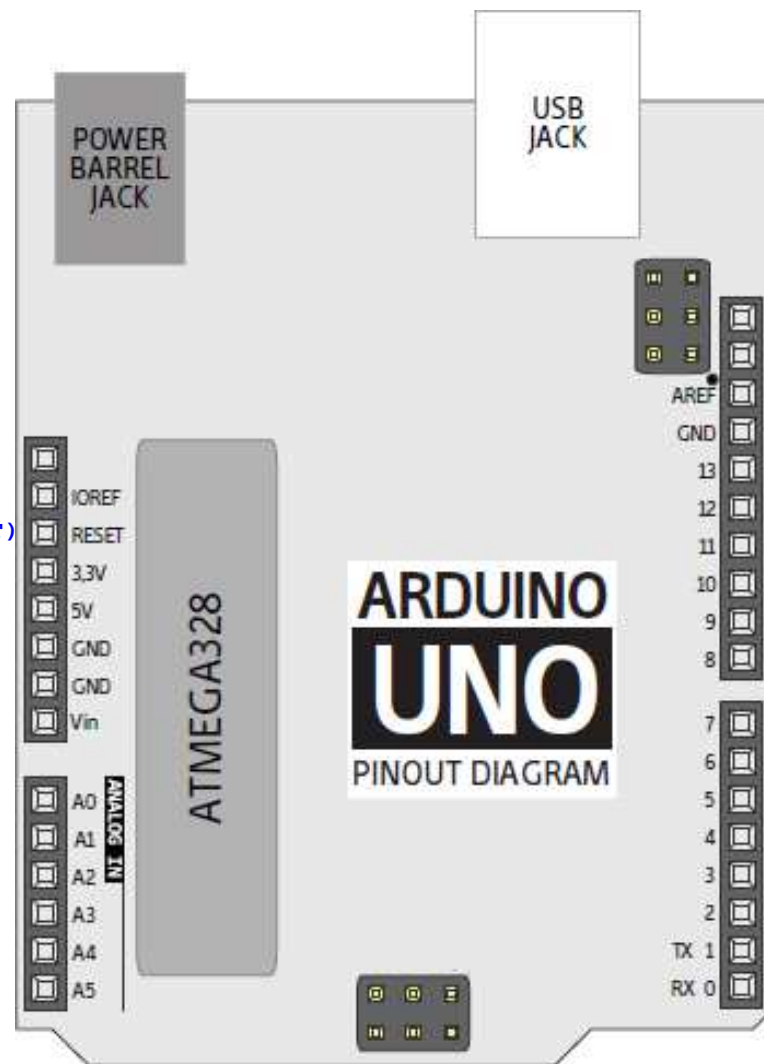 POWER
BARREL
JACK
USB
JACK
AREF
GND
13
12
11
10
9
8
7
6
5
4
3
2
TX 1
RX 0
IOREF
RESET
3,3V
5V
GND
GND
Vin
A0
A1
A2
A3
A4
A5
ANALOG IN
ATMEGA328
ARDUINO
UNO
PINOUT DIAGRAM